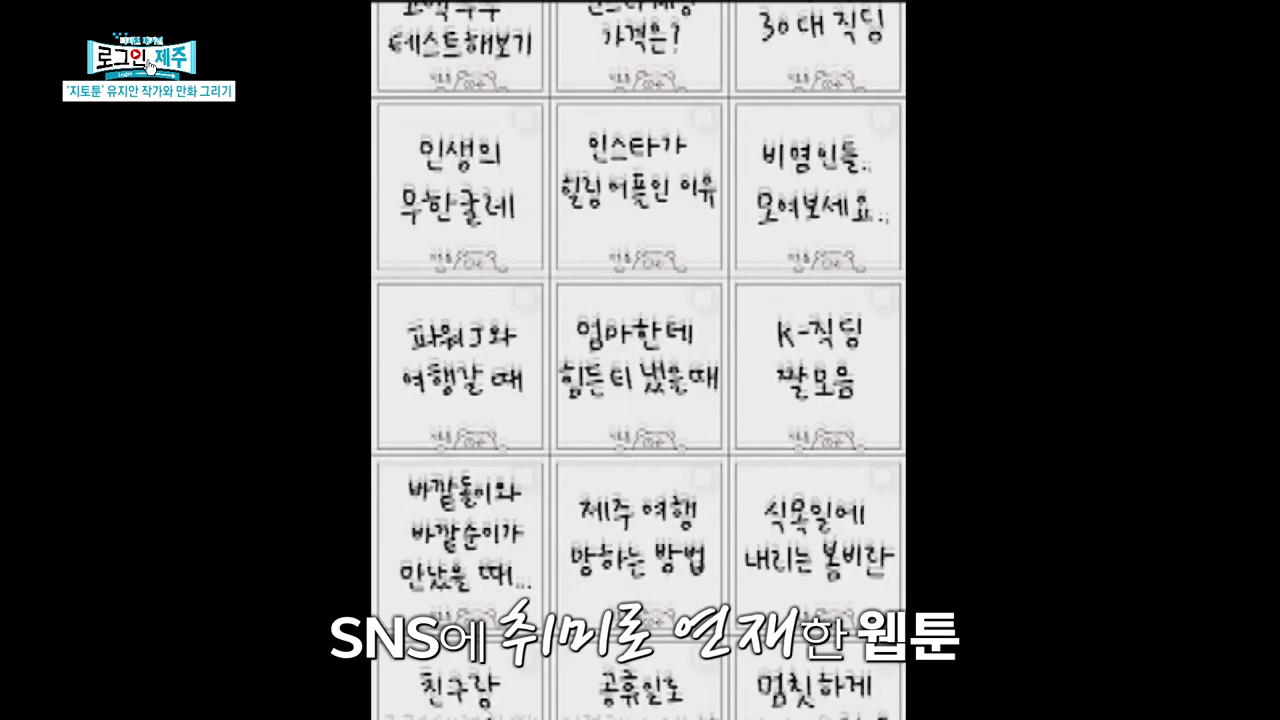 로그인 제주
'지토툰' 유지안 작가와 만화 그리기
테스트해보기
가격은?
30대 직딩
인생의
무한굴레
인스타가
힐링어플인 이유
비염인들..
모여보세요..
파워J와
여행갈 때
엄마한테
힘든티 냈을때
K-직딩
짤모음
바깥돌이와
바깥순이가
만났을 때...
제주 여행
망하는 방법
식목일에
내리는 봄비란
SNS에 취미로 연재한 웹툰
친구랑
공휴일도
멈칫하게